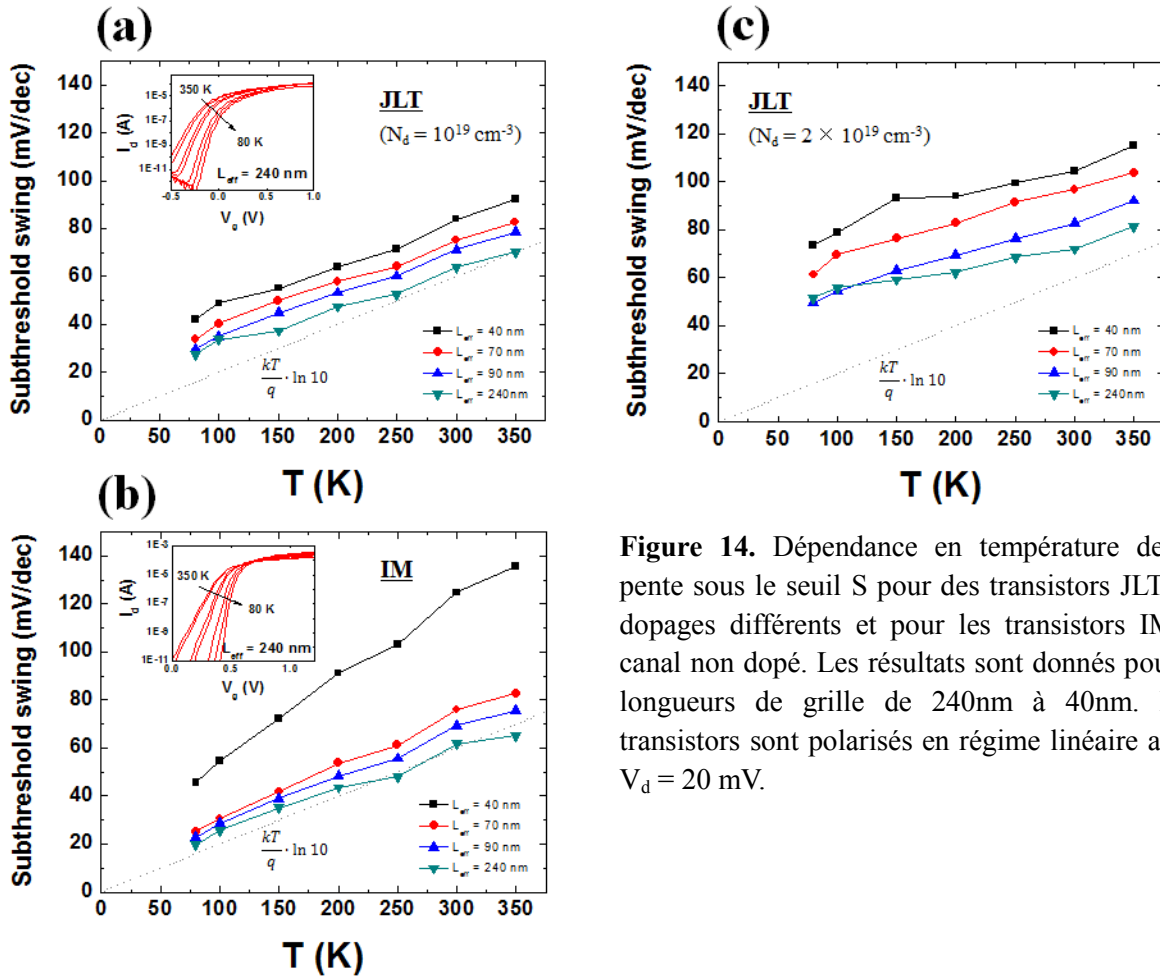 (a)
Subthreshold swing (mV/dec)
140
120
100
80
60
40
20
0
1E-5
1E-7
1E-9
1E-11
I_d (A)
350 K
80 K
L_eff = 240 nm
-0.5 0.0 0.5 1.0
V_g (V)
JLT
(N_d = 10^19 cm^-3)
kT/q · ln 10
L_eff = 40 nm
L_eff = 70 nm
L_eff = 90 nm
L_eff = 240nm
0 50 100 150 200 250 300 350
T (K)
(c)
Subthreshold swing (mV/dec)
140
120
100
80
60
40
20
0
JLT
(N_d = 2 × 10^19 cm^-3)
kT/q · ln 10
L_eff = 40 nm
L_eff = 70 nm
L_eff = 90 nm
L_eff = 240nm
0 50 100 150 200 250 300 350
T (K)
(b)
Subthreshold swing (mV/dec)
140
120
100
80
60
40
20
0
1E-3
1E-5
1E-7
1E-9
1E-11
I_d (A)
350 K
80 K
L_eff = 240 nm
0.0 0.5 1.0
V_g (V)
IM
kT/q · ln 10
L_eff = 40 nm
L_eff = 70 nm
L_eff = 90 nm
L_eff = 240 nm
0 50 100 150 200 250 300 350
T (K)
Figure 14. Dépendance en température de
pente sous le seuil S pour des transistors JLT
dopages différents et pour les transistors IM
canal non dopé. Les résultats sont donnés pou
longueurs de grille de 240nm à 40nm.
transistors sont polarisés en régime linéaire a
V_d = 20 mV.